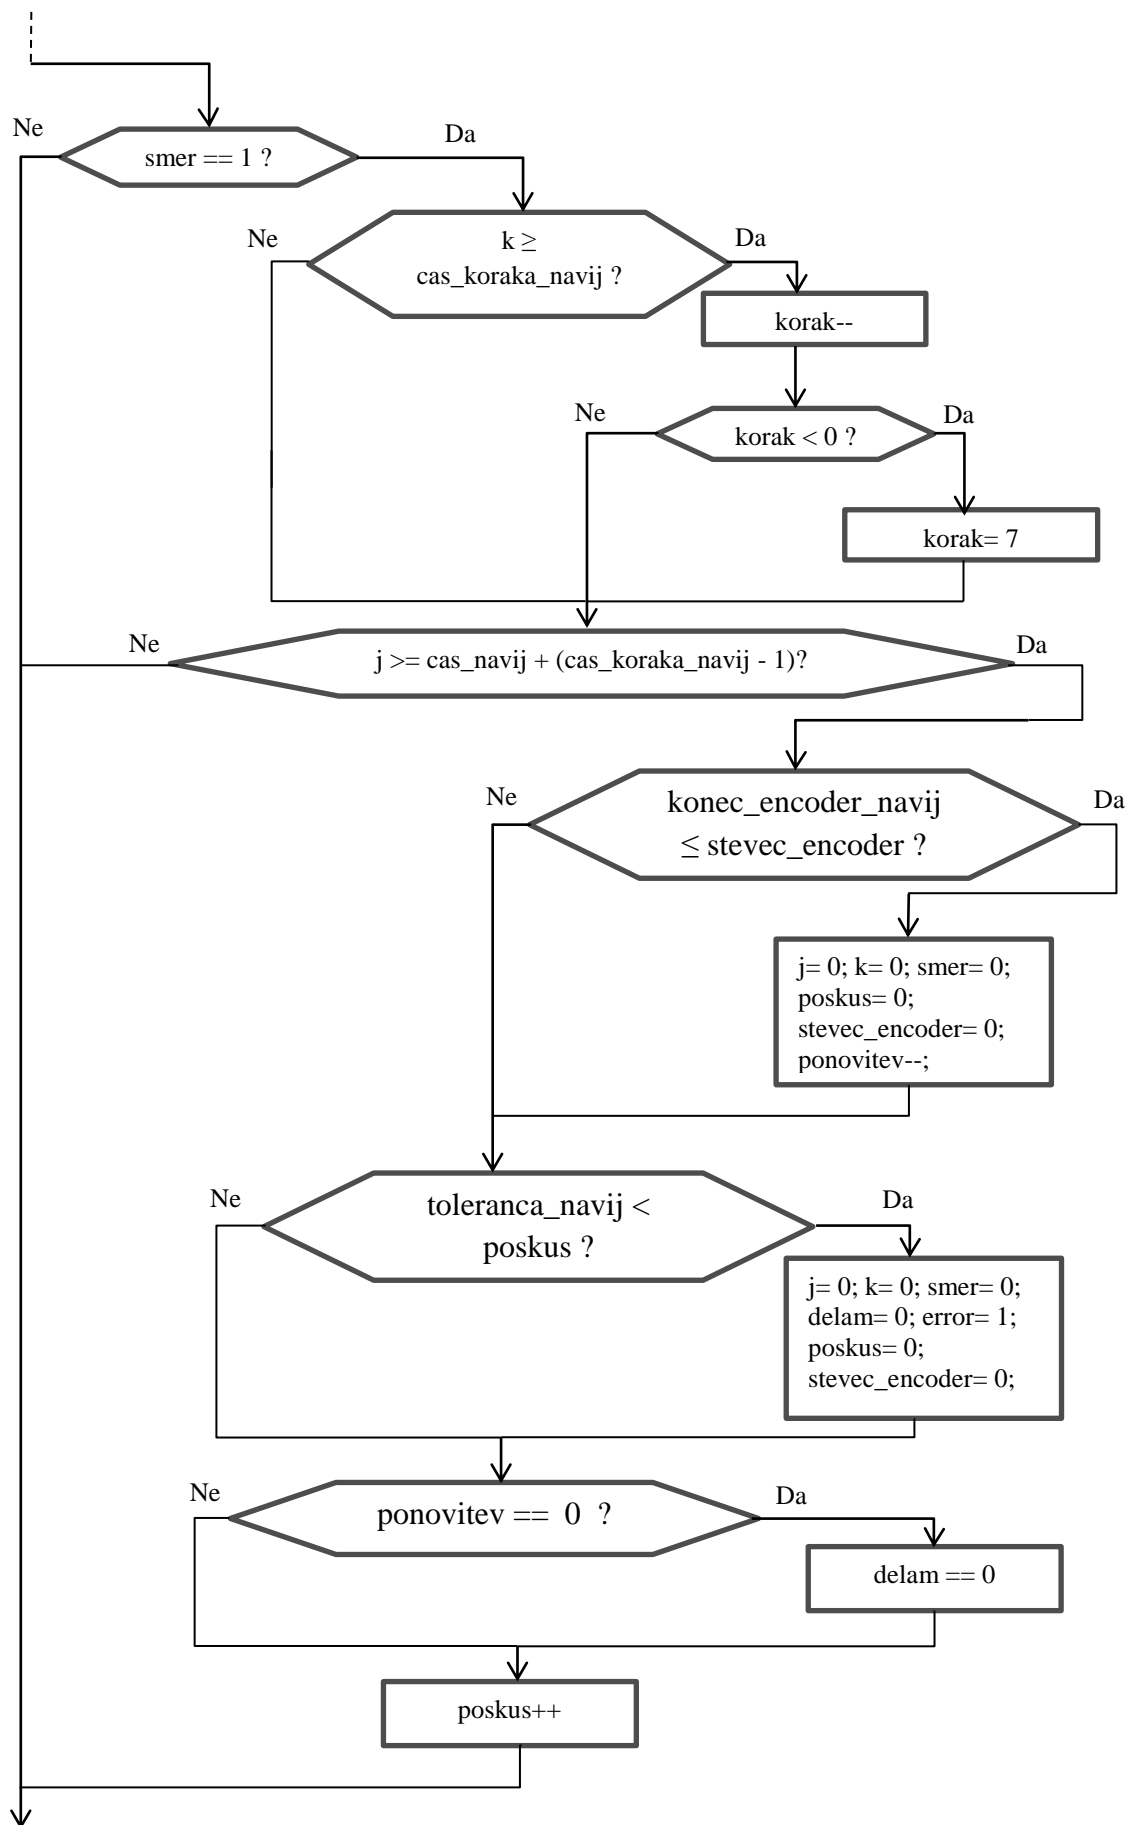 Ne
Da
smer == 1 ?
Ne
k ≥
Da
cas_koraka_navij ?
korak--
Ne
Da
korak < 0 ?
korak= 7
Ne
j >= cas_navij + (cas_koraka_navij - 1)?
Da
Ne
konec_encoder_navij
Da
≤ stevec_encoder ?
j= 0; k= 0; smer= 0;
poskus= 0;
stevec_encoder= 0;
ponovitev--;
Ne
toleranca_navij <
Da
poskus ?
j= 0; k= 0; smer= 0;
delam= 0; error= 1;
poskus= 0;
stevec_encoder= 0;
Ne
ponovitev == 0 ?
Da
delam == 0
poskus++